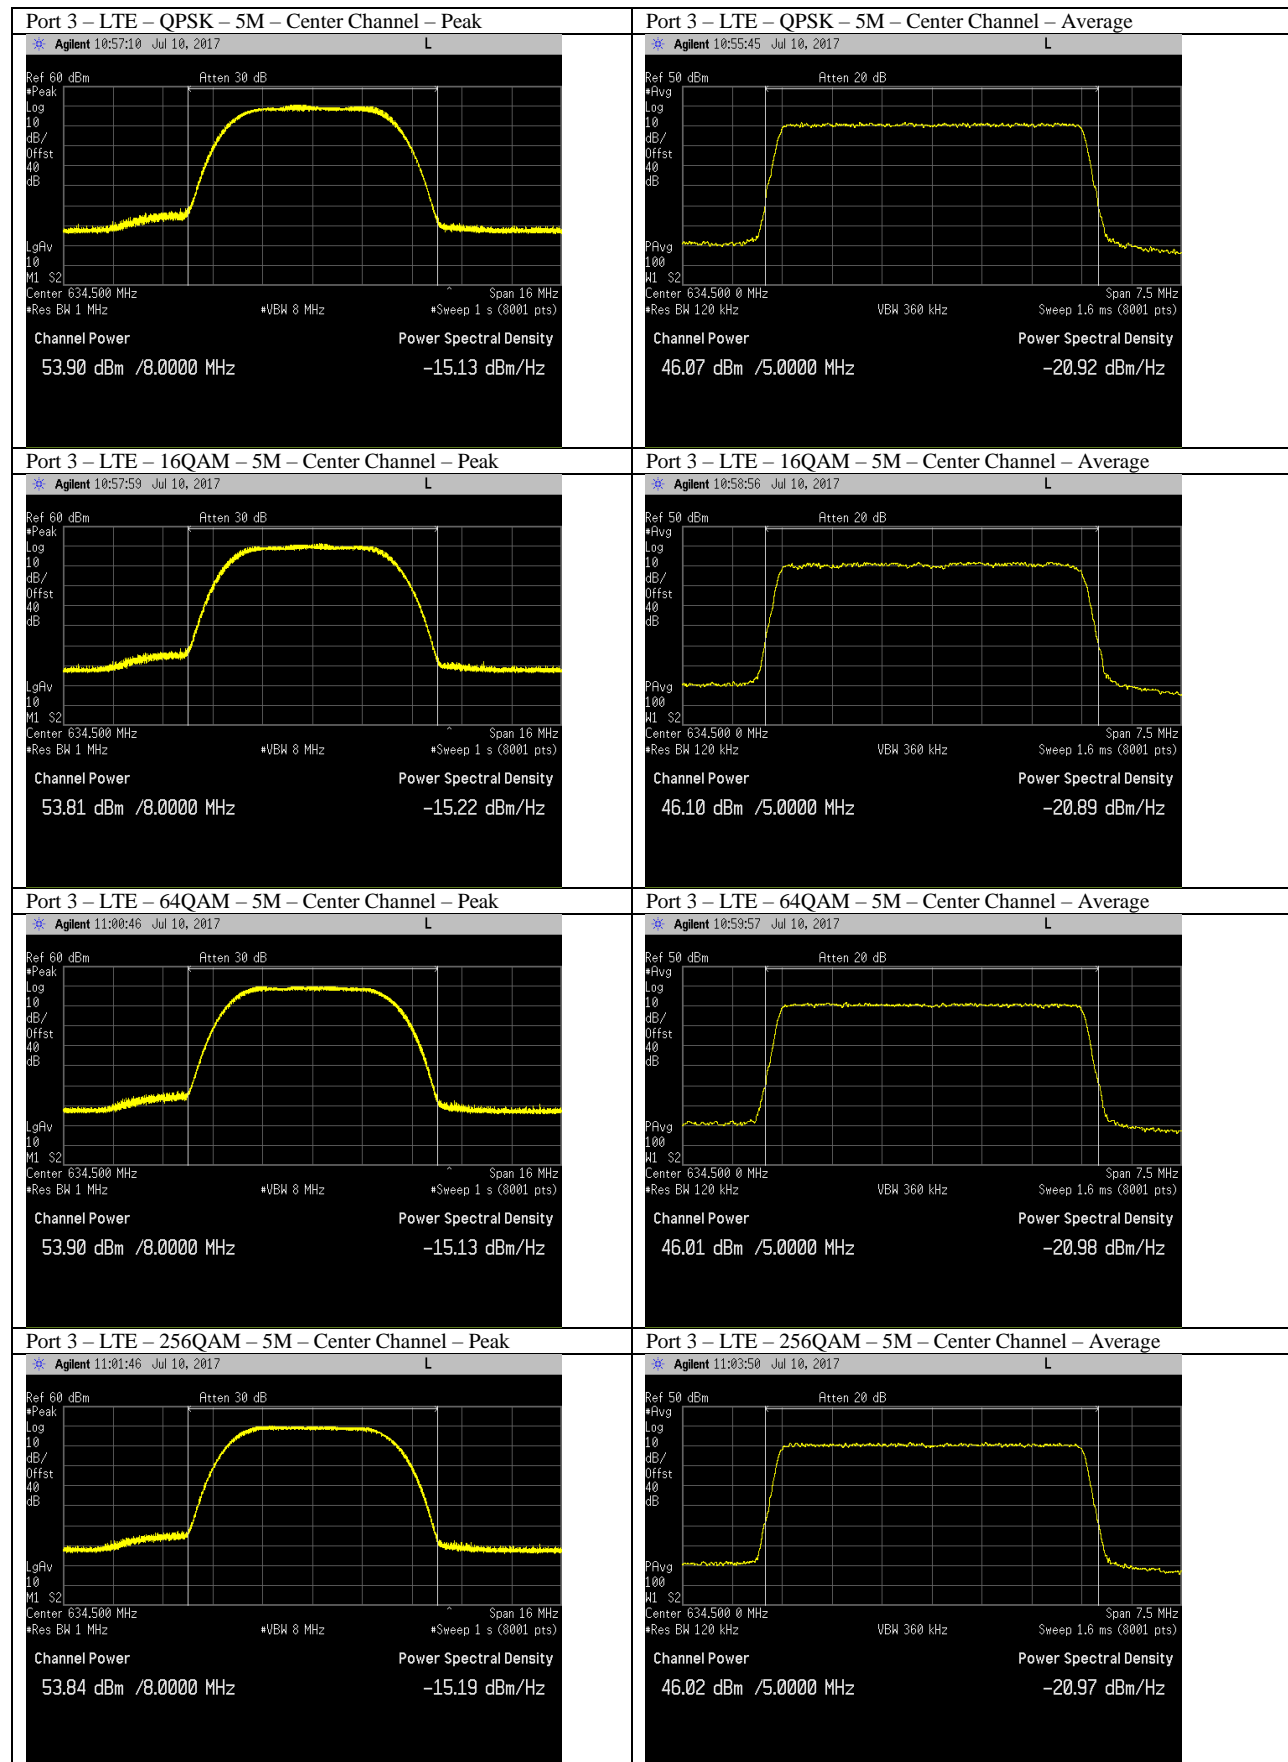 Port 3 – LTE – QPSK – 5M – Center Channel – Peak
Agilent 10:57:10 Jul 10, 2017 L
Ref 60 dBm Atten 30 dB
#Peak
Log
10
dB/
Offst
40
dB
LgAv
10
M1 S2
Center 634.500 MHz Span 16 MHz
#Res BW 1 MHz #VBW 8 MHz #Sweep 1 s (8001 pts)
Channel Power Power Spectral Density
53.90 dBm /8.0000 MHz -15.13 dBm/Hz
Port 3 – LTE – QPSK – 5M – Center Channel – Average
Agilent 10:55:45 Jul 10, 2017 L
Ref 50 dBm Atten 20 dB
#Avg
Log
10
dB/
Offst
40
dB
PAvg
100
W1 S2
Center 634.500 0 MHz Span 7.5 MHz
#Res BW 120 kHz VBW 360 kHz Sweep 1.6 ms (8001 pts)
Channel Power Power Spectral Density
46.07 dBm /5.0000 MHz -20.92 dBm/Hz
Port 3 – LTE – 16QAM – 5M – Center Channel – Peak
Agilent 10:57:59 Jul 10, 2017 L
Ref 60 dBm Atten 30 dB
#Peak
Log
10
dB/
Offst
40
dB
LgAv
10
M1 S2
Center 634.500 MHz Span 16 MHz
#Res BW 1 MHz #VBW 8 MHz #Sweep 1 s (8001 pts)
Channel Power Power Spectral Density
53.81 dBm /8.0000 MHz -15.22 dBm/Hz
Port 3 – LTE – 16QAM – 5M – Center Channel – Average
Agilent 10:58:56 Jul 10, 2017 L
Ref 50 dBm Atten 20 dB
#Avg
Log
10
dB/
Offst
40
dB
PAvg
100
W1 S2
Center 634.500 0 MHz Span 7.5 MHz
#Res BW 120 kHz VBW 360 kHz Sweep 1.6 ms (8001 pts)
Channel Power Power Spectral Density
46.10 dBm /5.0000 MHz -20.89 dBm/Hz
Port 3 – LTE – 64QAM – 5M – Center Channel – Peak
Agilent 11:00:46 Jul 10, 2017 L
Ref 60 dBm Atten 30 dB
#Peak
Log
10
dB/
Offst
40
dB
LgAv
10
M1 S2
Center 634.500 MHz Span 16 MHz
#Res BW 1 MHz #VBW 8 MHz #Sweep 1 s (8001 pts)
Channel Power Power Spectral Density
53.90 dBm /8.0000 MHz -15.13 dBm/Hz
Port 3 – LTE – 64QAM – 5M – Center Channel – Average
Agilent 10:59:57 Jul 10, 2017 L
Ref 50 dBm Atten 20 dB
#Avg
Log
10
dB/
Offst
40
dB
PAvg
100
W1 S2
Center 634.500 0 MHz Span 7.5 MHz
#Res BW 120 kHz VBW 360 kHz Sweep 1.6 ms (8001 pts)
Channel Power Power Spectral Density
46.01 dBm /5.0000 MHz -20.98 dBm/Hz
Port 3 – LTE – 256QAM – 5M – Center Channel – Peak
Agilent 11:01:46 Jul 10, 2017 L
Ref 60 dBm Atten 30 dB
#Peak
Log
10
dB/
Offst
40
dB
LgAv
10
M1 S2
Center 634.500 MHz Span 16 MHz
#Res BW 1 MHz #VBW 8 MHz #Sweep 1 s (8001 pts)
Channel Power Power Spectral Density
53.84 dBm /8.0000 MHz -15.19 dBm/Hz
Port 3 – LTE – 256QAM – 5M – Center Channel – Average
Agilent 11:03:50 Jul 10, 2017 L
Ref 50 dBm Atten 20 dB
#Avg
Log
10
dB/
Offst
40
dB
PAvg
100
W1 S2
Center 634.500 0 MHz Span 7.5 MHz
#Res BW 120 kHz VBW 360 kHz Sweep 1.6 ms (8001 pts)
Channel Power Power Spectral Density
46.02 dBm /5.0000 MHz -20.97 dBm/Hz